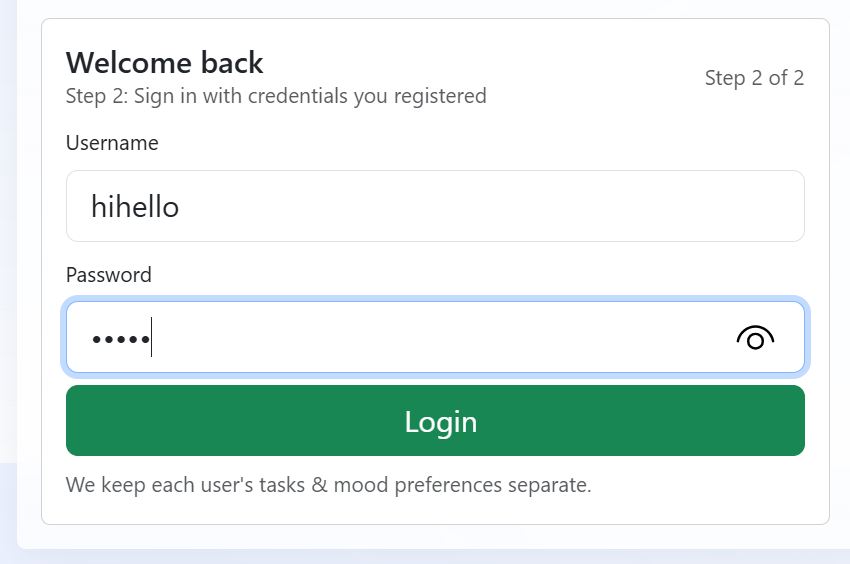 Welcome back
Step 2: Sign in with credentials you registered
Step 2 of 2
Username
hihello
Password
•••••
Login
We keep each user's tasks & mood preferences separate.